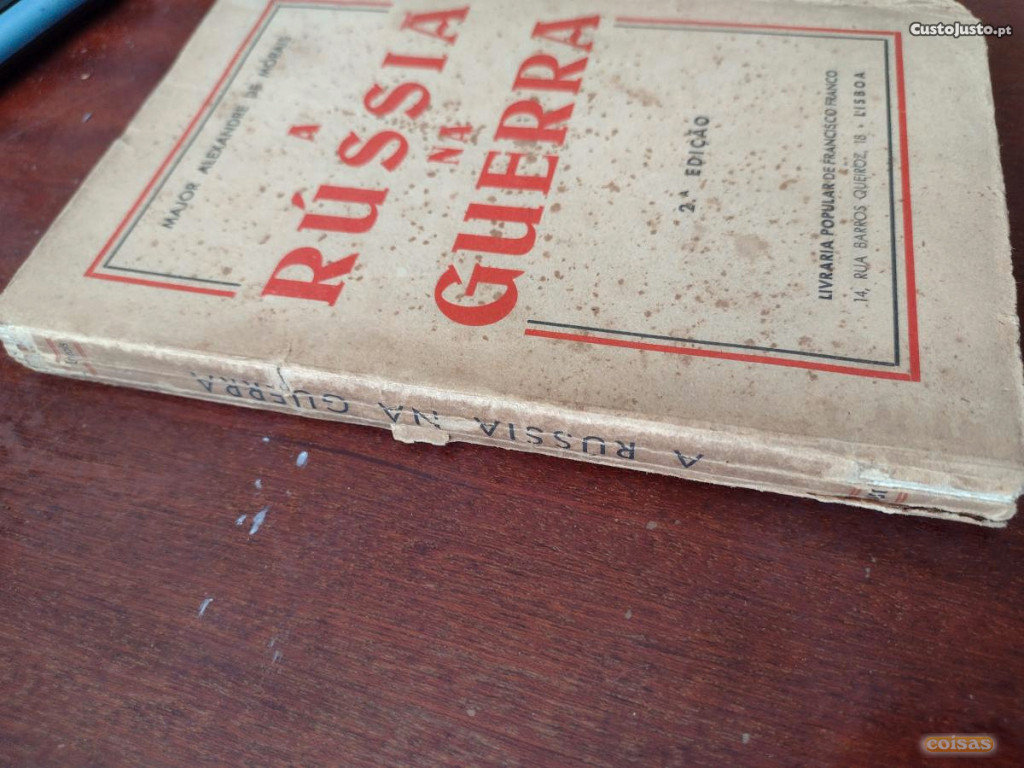 MAJOR ALEXANDRE DE MORAIS
A
RÚSSIA
NA
GUERRA
2.ª EDIÇÃO
LIVRARIA POPULAR DE FRANCISCO FRANCO
14, RUA BARROS QUEIROZ, 18 - LISBOA
A RÚSSIA NA GUERRA
CustoJusto.pt
coisas